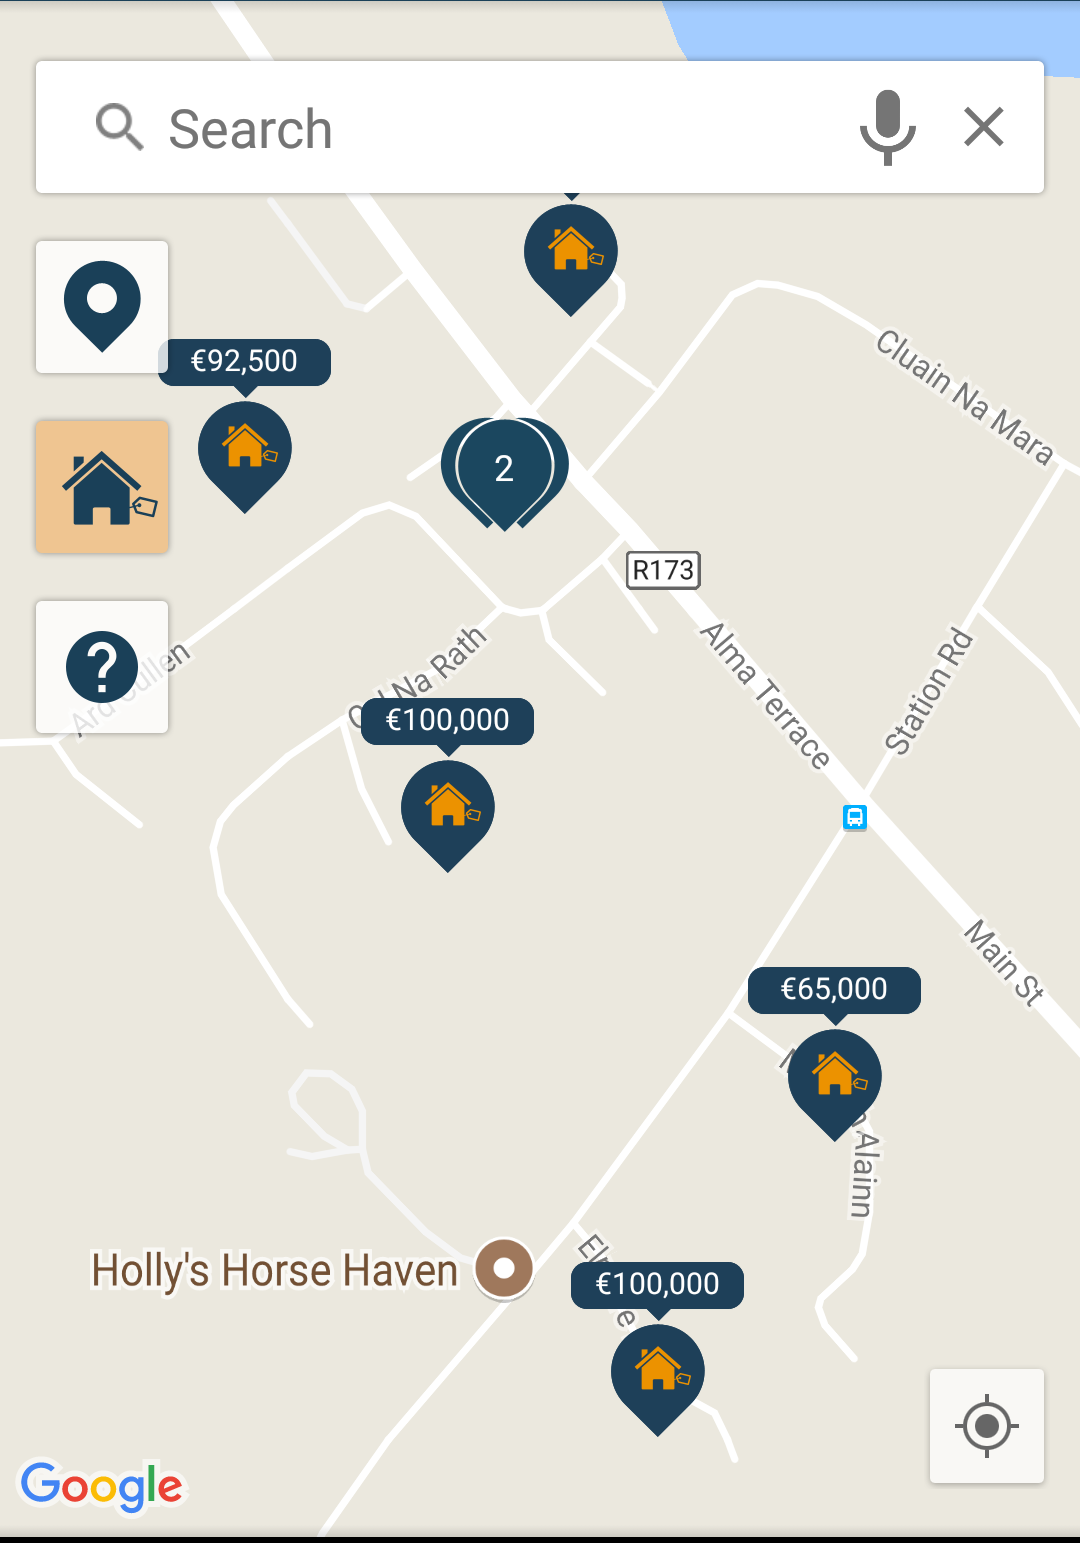 Search
€92,500
Cluain Na Mara
2
R173
Alma Terrace
Station Rd
Na Rath
€100,000
Main St
€65,000
Alainn
Holly's Horse Haven
€100,000
Google